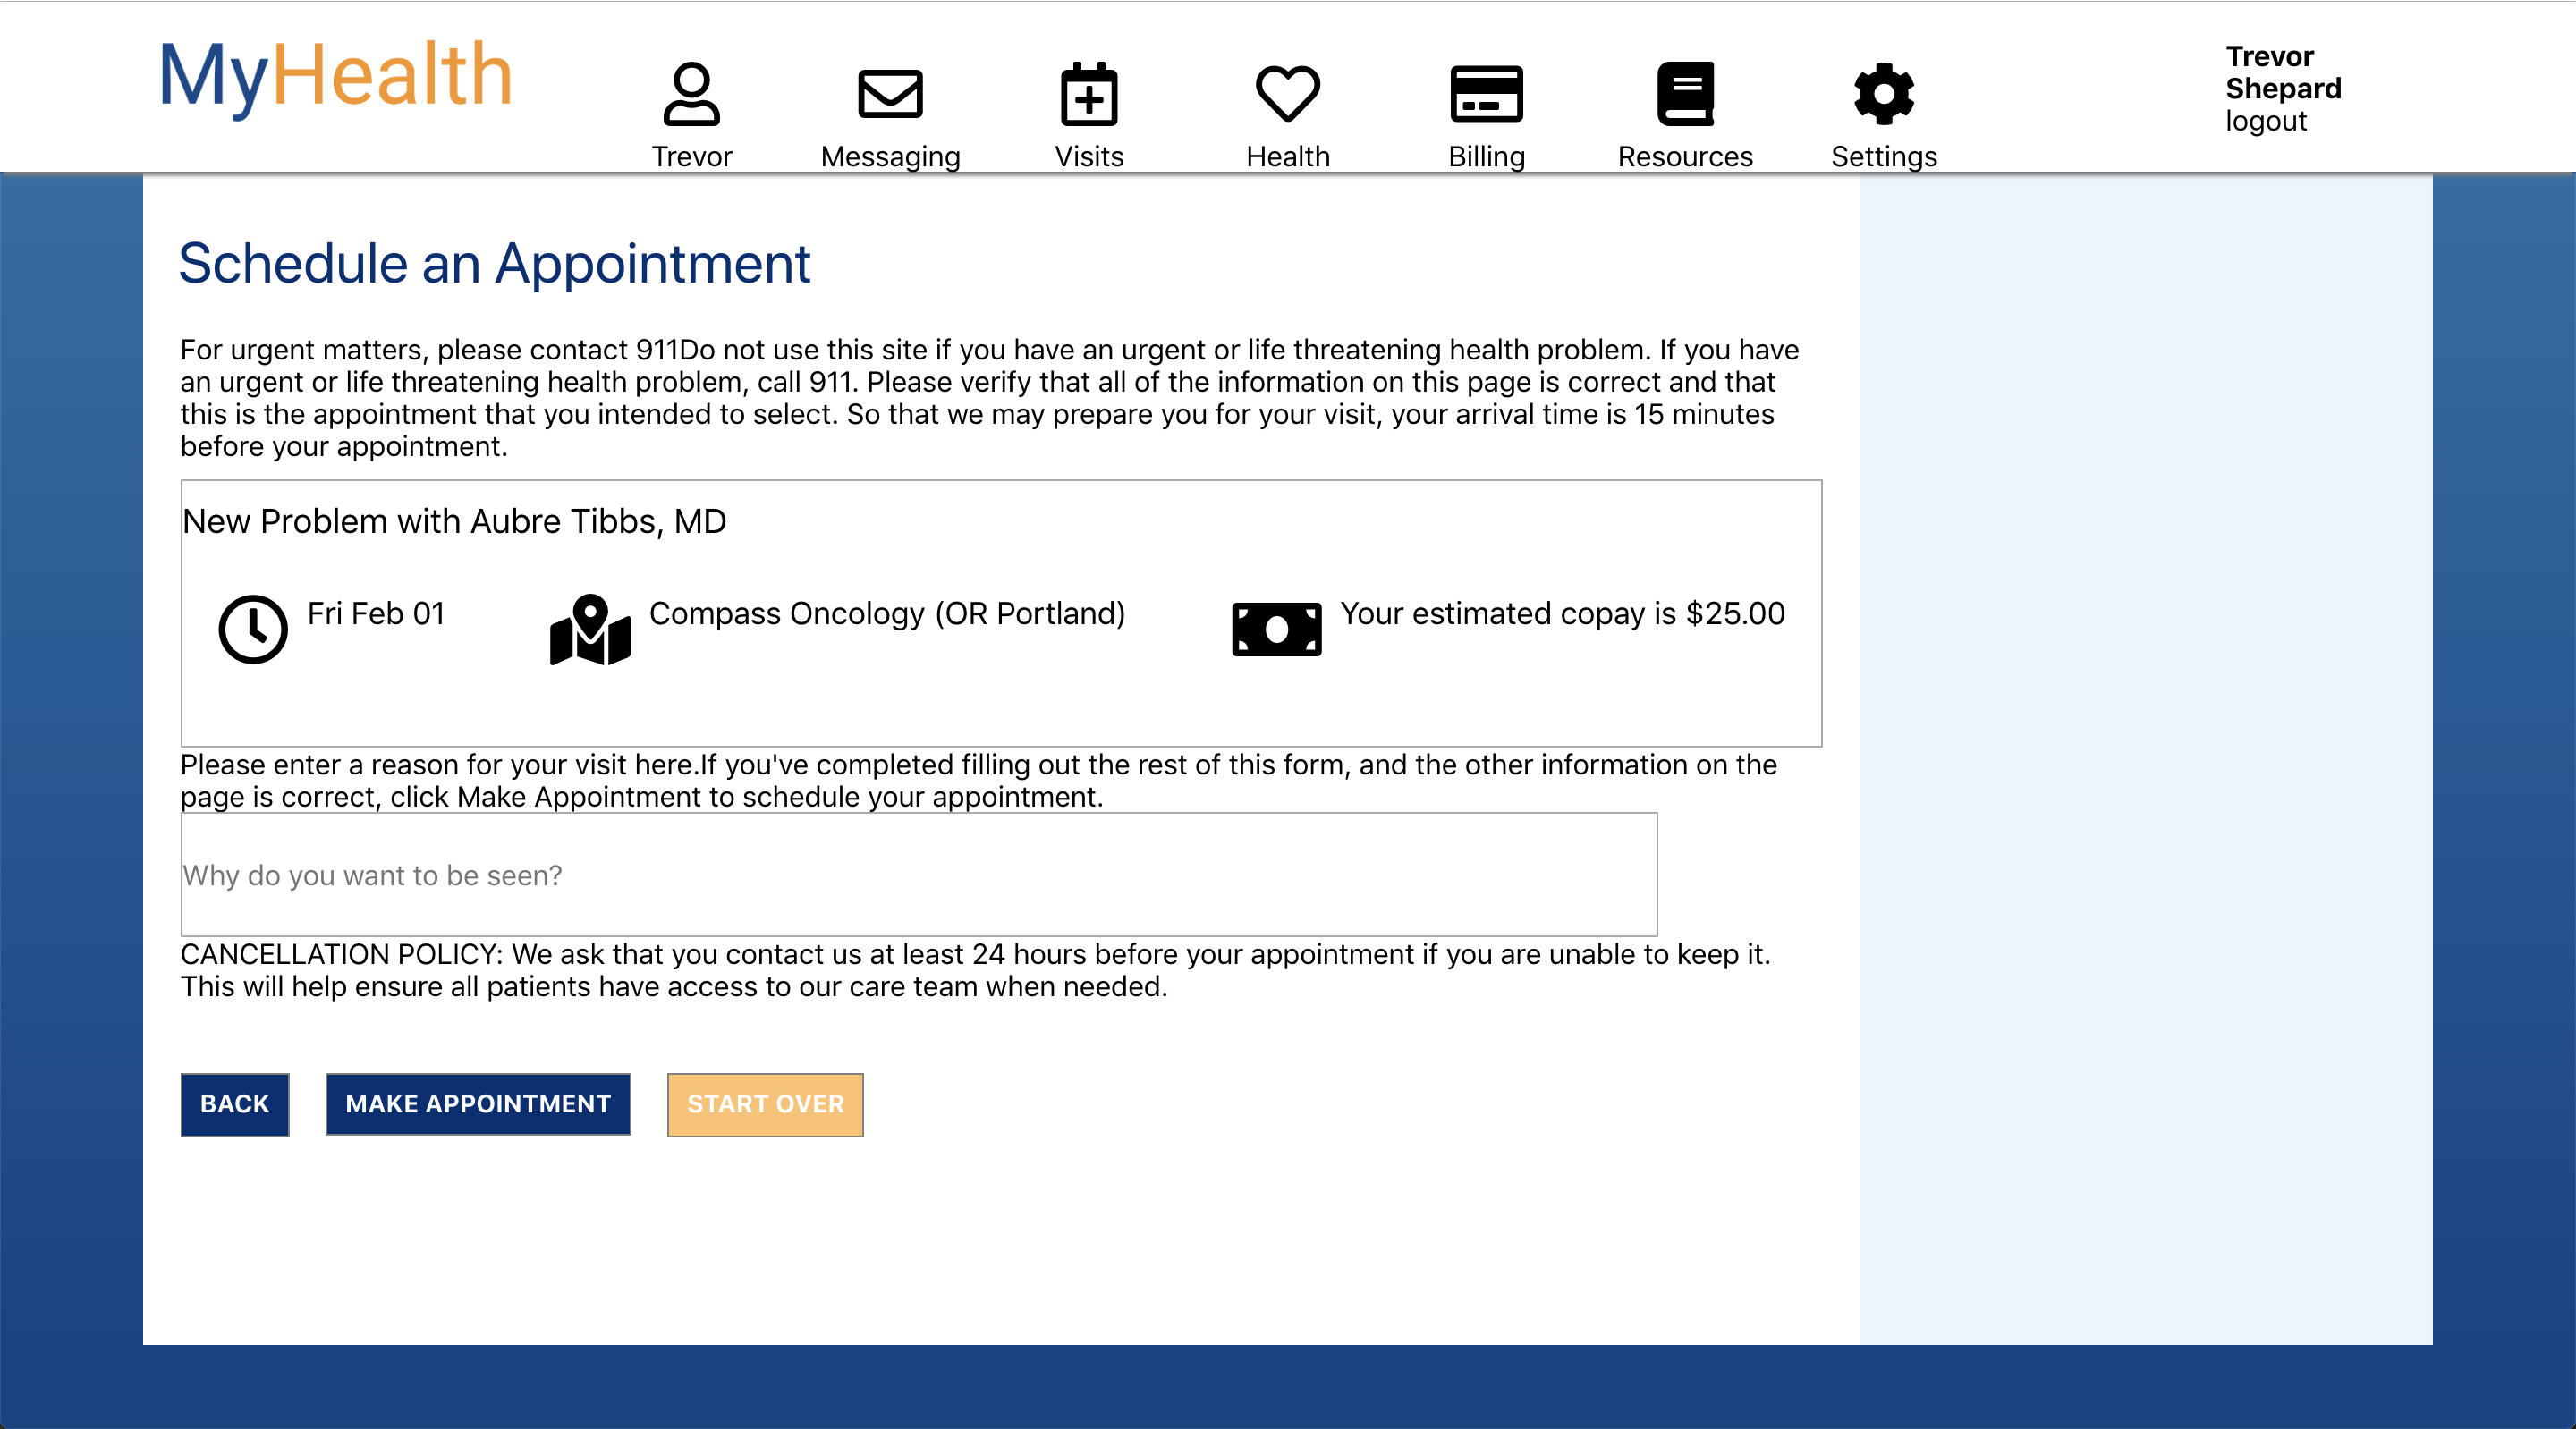 MyHealth
Trevor
Messaging
Visits
Health
Billing
Resources
Settings
Trevor
Shepard
logout
Schedule an Appointment
For urgent matters, please contact 911Do not use this site if you have an urgent or life threatening health problem. If you have
an urgent or life threatening health problem, call 911. Please verify that all of the information on this page is correct and that
this is the appointment that you intended to select. So that we may prepare you for your visit, your arrival time is 15 minutes
before your appointment.
New Problem with Aubre Tibbs, MD
Fri Feb 01
Compass Oncology (OR Portland)
Your estimated copay is $25.00
Please enter a reason for your visit here.If you've completed filling out the rest of this form, and the other information on the
page is correct, click Make Appointment to schedule your appointment.
Why do you want to be seen?
CANCELLATION POLICY: We ask that you contact us at least 24 hours before your appointment if you are unable to keep it.
This will help ensure all patients have access to our care team when needed.
BACK
MAKE APPOINTMENT
START OVER